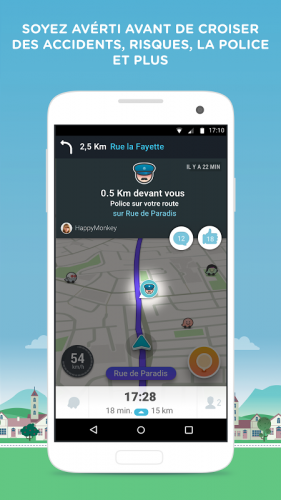 SOYEZ AVÉRTI AVANT DE CROISER
DES ACCIDENTS, RISQUES, LA POLICE
ET PLUS
17:10
2,5 Km Rue la Fayette
IL Y A 22 MIN
0.5 Km devant vous
Police sur votre route
sur Rue de Paradis
HappyMonkey
12
18
54
km/h
Rue de Paradis
17:28
18 min. 15 km
2